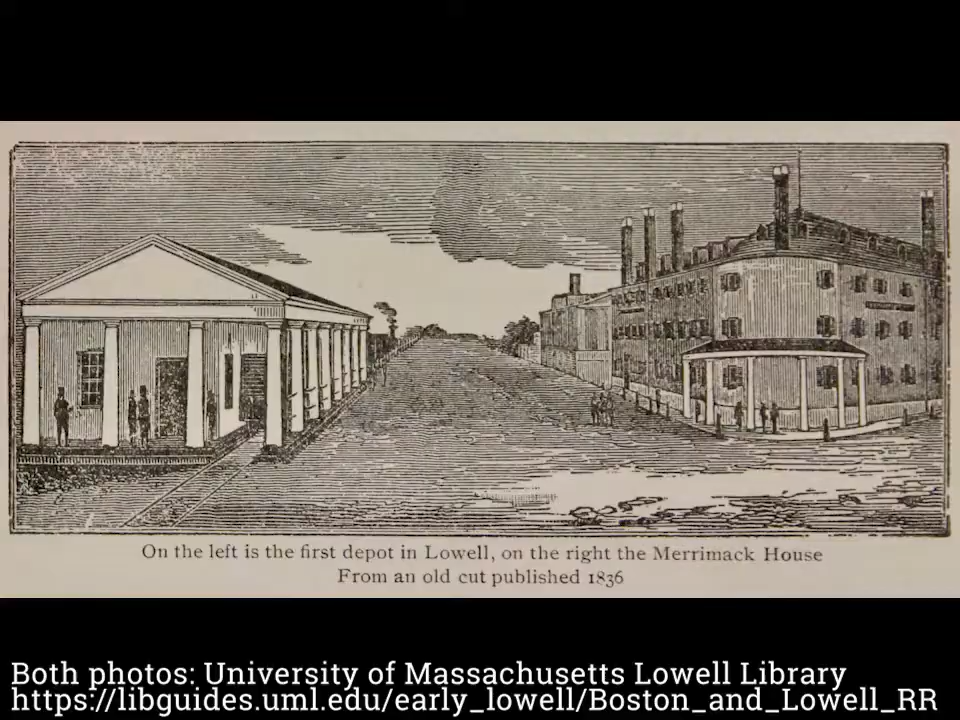 On the left is the first depot in Lowell, on the right the Merrimack House
From an old cut published 1836
Both photos: University of Massachusetts Lowell Library
https://libguides.uml.edu/early_lowell/Boston_and_Lowell_RR